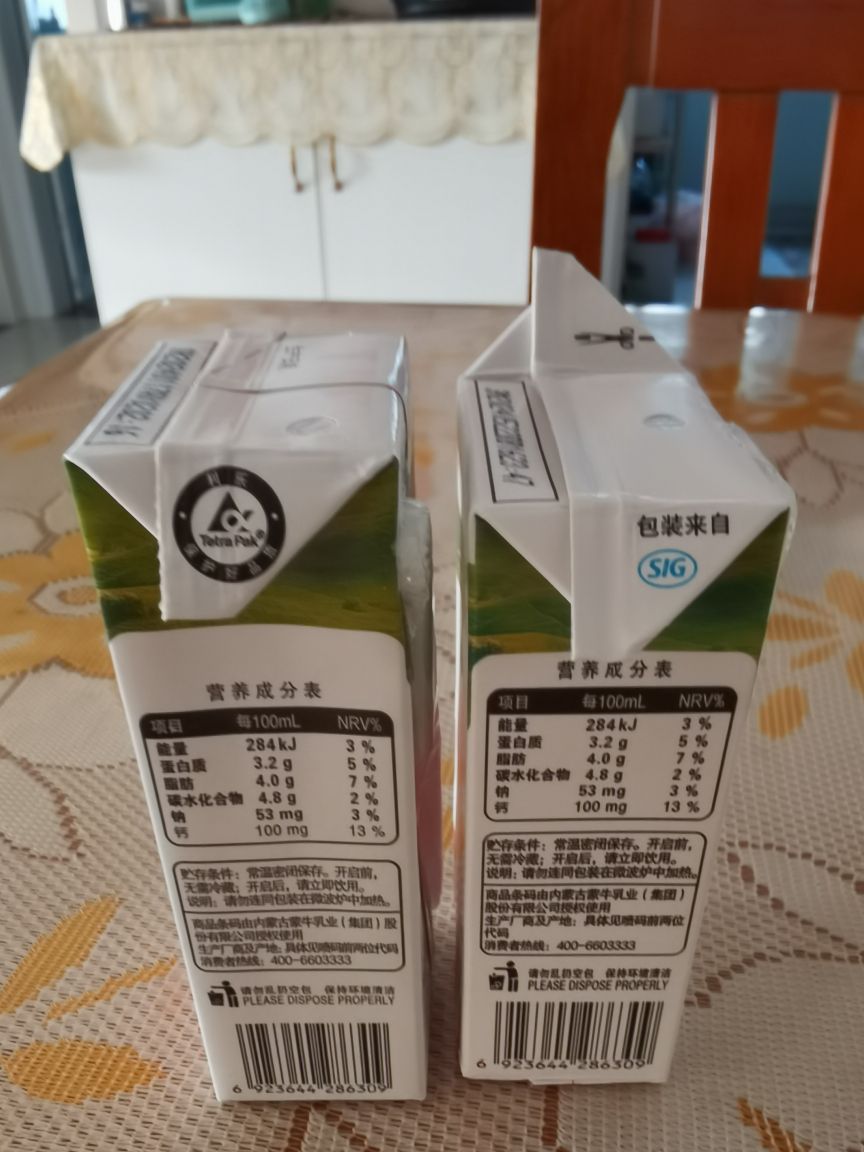 利乐
Tetra Pak®
保护好品质
营养成分表
项目 每100mL NRV%
能量 284kJ 3 %
蛋白质 3.2 g 5 %
脂肪 4.0 g 7 %
碳水化合物 4.8 g 2 %
钠 53 mg 3 %
钙 100 mg 13 %
贮存条件：常温密闭保存。开启前，
无需冷藏；开启后，请立即饮用。
说明：请勿连同包装在微波炉中加热。
商品条码由内蒙古蒙牛乳业（集团）股
份有限公司授权使用
生产厂商及产地：具体见喷码前两位代码
消费者热线：400-6603333
请勿乱扔空包 保持环境清洁
PLEASE DISPOSE PROPERLY
6 923644 286309
包装来自
SIG
营养成分表
项目 每100mL NRV%
能量 284kJ 3 %
蛋白质 3.2 g 5 %
脂肪 4.0 g 7 %
碳水化合物 4.8 g 2 %
钠 53 mg 3 %
钙 100 mg 13 %
贮存条件：常温密闭保存。开启前，
无需冷藏；开启后，请立即饮用。
说明：请勿连同包装在微波炉中加热。
商品条码由内蒙古蒙牛乳业（集团）
股份有限公司授权使用
生产厂商及产地：具体见喷码前两位
代码
消费者热线：400-6603333
请勿乱扔空包 保持环境清洁
PLEASE DISPOSE PROPERLY
6 923644 286309